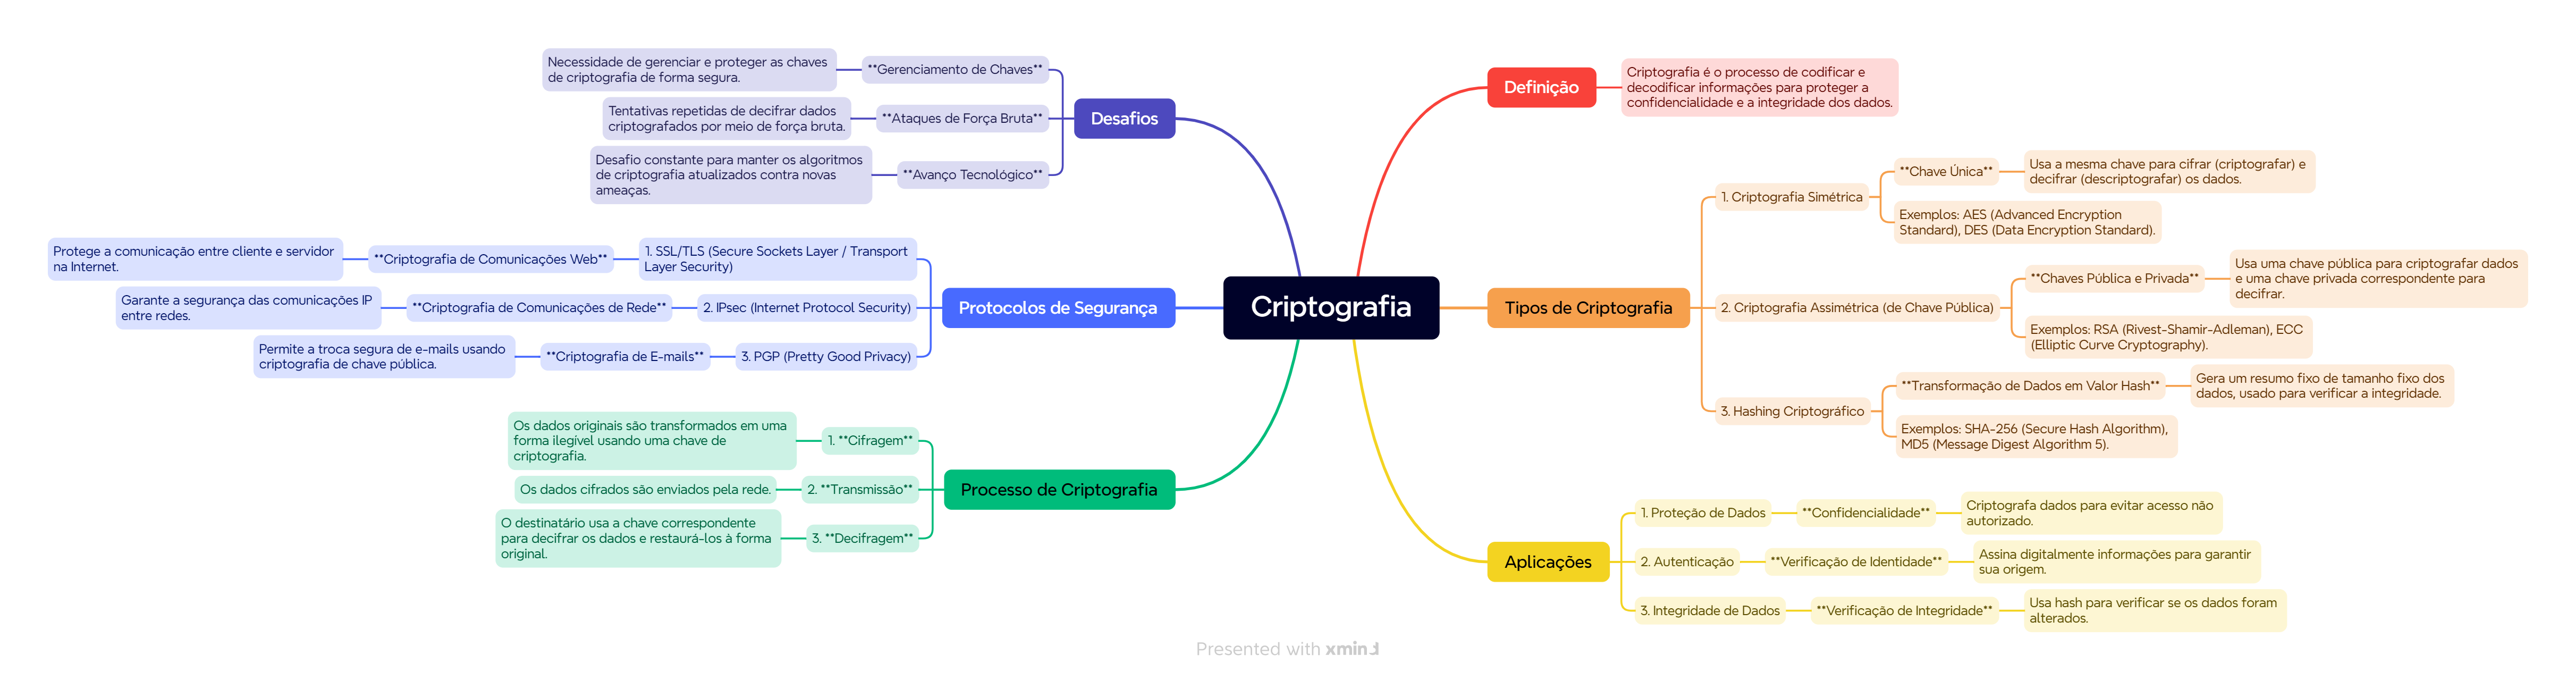 Criptografia
Definição
Criptografia é o processo de codificar e
decodificar informações para proteger a
confidencialidade e a integridade dos dados.
Tipos de Criptografia
1. Criptografia Simétrica
**Chave Única**
Usa a mesma chave para cifrar (criptografar) e
decifrar (descriptografar) os dados.
Exemplos: AES (Advanced Encryption
Standard), DES (Data Encryption Standard).
2. Criptografia Assimétrica (de Chave Pública)
**Chaves Pública e Privada**
Usa uma chave pública para criptografar dados
e uma chave privada correspondente para
decifrar.
Exemplos: RSA (Rivest-Shamir-Adleman), ECC
(Elliptic Curve Cryptography).
3. Hashing Criptográfico
**Transformação de Dados em Valor Hash**
Gera um resumo fixo de tamanho fixo dos
dados, usado para verificar a integridade.
Exemplos: SHA-256 (Secure Hash Algorithm),
MD5 (Message Digest Algorithm 5).
Aplicações
1. Proteção de Dados
**Confidencialidade**
Criptografa dados para evitar acesso não
autorizado.
2. Autenticação
**Verificação de Identidade**
Assina digitalmente informações para garantir
sua origem.
3. Integridade de Dados
**Verificação de Integridade**
Usa hash para verificar se os dados foram
alterados.
Processo de Criptografia
1. **Cifragem**
Os dados originais são transformados em uma
forma ilegível usando uma chave de
criptografia.
2. **Transmissão**
Os dados cifrados são enviados pela rede.
3. **Decifragem**
O destinatário usa a chave correspondente
para decifrar os dados e restaurá-los à forma
original.
Protocolos de Segurança
1. SSL/TLS (Secure Sockets Layer / Transport
Layer Security)
**Criptografia de Comunicações Web**
Protege a comunicação entre cliente e servidor
na Internet.
2. IPsec (Internet Protocol Security)
**Criptografia de Comunicações de Rede**
Garante a segurança das comunicações IP
entre redes.
3. PGP (Pretty Good Privacy)
**Criptografia de E-mails**
Permite a troca segura de e-mails usando
criptografia de chave pública.
Desafios
**Gerenciamento de Chaves**
Necessidade de gerenciar e proteger as chaves
de criptografia de forma segura.
**Ataques de Força Bruta**
Tentativas repetidas de decifrar dados
criptografados por meio de força bruta.
**Avanço Tecnológico**
Desafio constante para manter os algoritmos
de criptografia atualizados contra novas
ameaças.
Presented with xmind